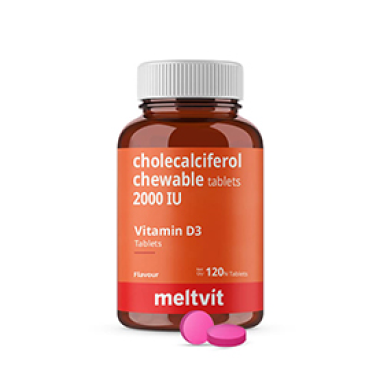 cholecalciferol
chewable tablets
2000 IU
Vitamin D3
Tablets
Flavour
120 Tablets
meltvit